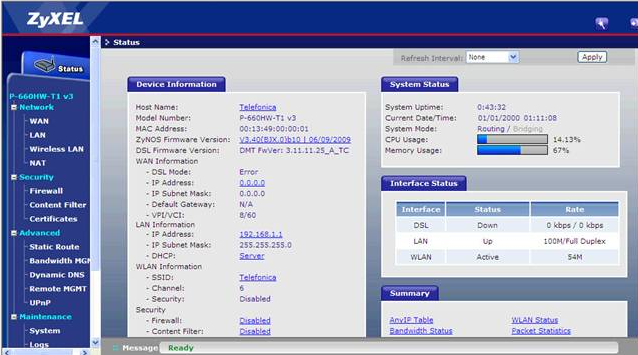 ZyXEL
Status
Status
Refresh Interval: None Apply
P-660HW-T1 v3
Network
WAN
LAN
Wireless LAN
NAT
Security
Firewall
Content Filter
Certificates
Advanced
Static Route
Bandwidth MGM
Dynamic DNS
Remote MGMT
UPnP
Maintenance
System
Logs
Device Information
Host Name: Telefonica
Model Number: P-660HW-T1 v3
MAC Address: 00:13:49:00:00:01
ZyNOS Firmware Version: V3.40(BJX.0)b10 | 06/09/2009
DSL Firmware Version: DMT FwVer: 3.11.11.25_A_TC
WAN Information
- DSL Mode: Error
- IP Address: 0.0.0.0
- IP Subnet Mask: 0.0.0.0
- Default Gateway: N/A
- VPI/VCI: 8/60
LAN Information
- IP Address: 192.168.1.1
- IP Subnet Mask: 255.255.255.0
- DHCP: Server
WLAN Information
- SSID: Telefonica
- Channel: 6
- Security: Disabled
Security
- Firewall: Disabled
- Content Filter: Disabled
System Status
System Uptime: 0:43:32
Current Date/Time: 01/01/2000 01:11:08
System Mode: Routing / Bridging
CPU Usage: 14.13%
Memory Usage: 67%
Interface Status
Interface Status Rate
DSL Down 0 kbps / 0 kbps
LAN Up 100M/Full Duplex
WLAN Active 54M
Summary
AnyIP Table WLAN Status
Bandwidth Status Packet Statistics
Message Ready